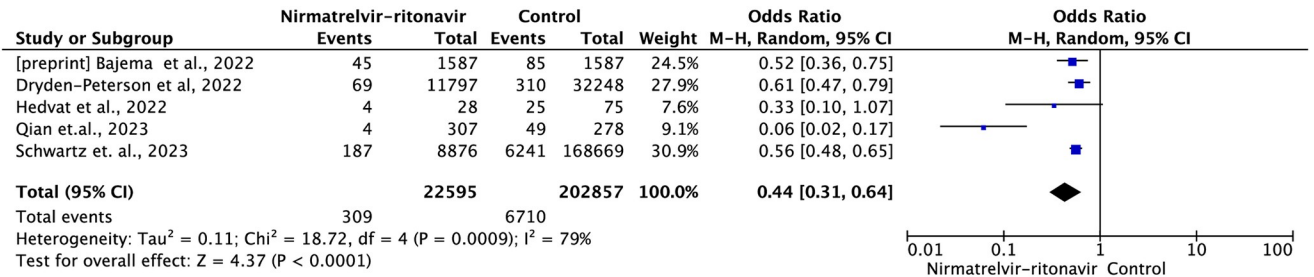 Nirmatrelvir-ritonavir Control Odds Ratio Odds Ratio
Study or Subgroup Events Total Events Total Weight M-H, Random, 95% CI M-H, Random, 95% CI
[preprint] Bajema et al., 2022 45 1587 85 1587 24.5% 0.52 [0.36, 0.75]
Dryden-Peterson et al, 2022 69 11797 310 32248 27.9% 0.61 [0.47, 0.79]
Hedvat et al., 2022 4 28 25 75 7.6% 0.33 [0.10, 1.07]
Qian et.al., 2023 4 307 49 278 9.1% 0.06 [0.02, 0.17]
Schwartz et. al., 2023 187 8876 6241 168669 30.9% 0.56 [0.48, 0.65]
Total (95% CI) 22595 202857 100.0% 0.44 [0.31, 0.64]
Total events 309 6710
Heterogeneity: Tau² = 0.11; Chi² = 18.72, df = 4 (P = 0.0009); I² = 79%
Test for overall effect: Z = 4.37 (P < 0.0001)
0.01 0.1 1 10 100
Nirmatrelvir-ritonavir Control